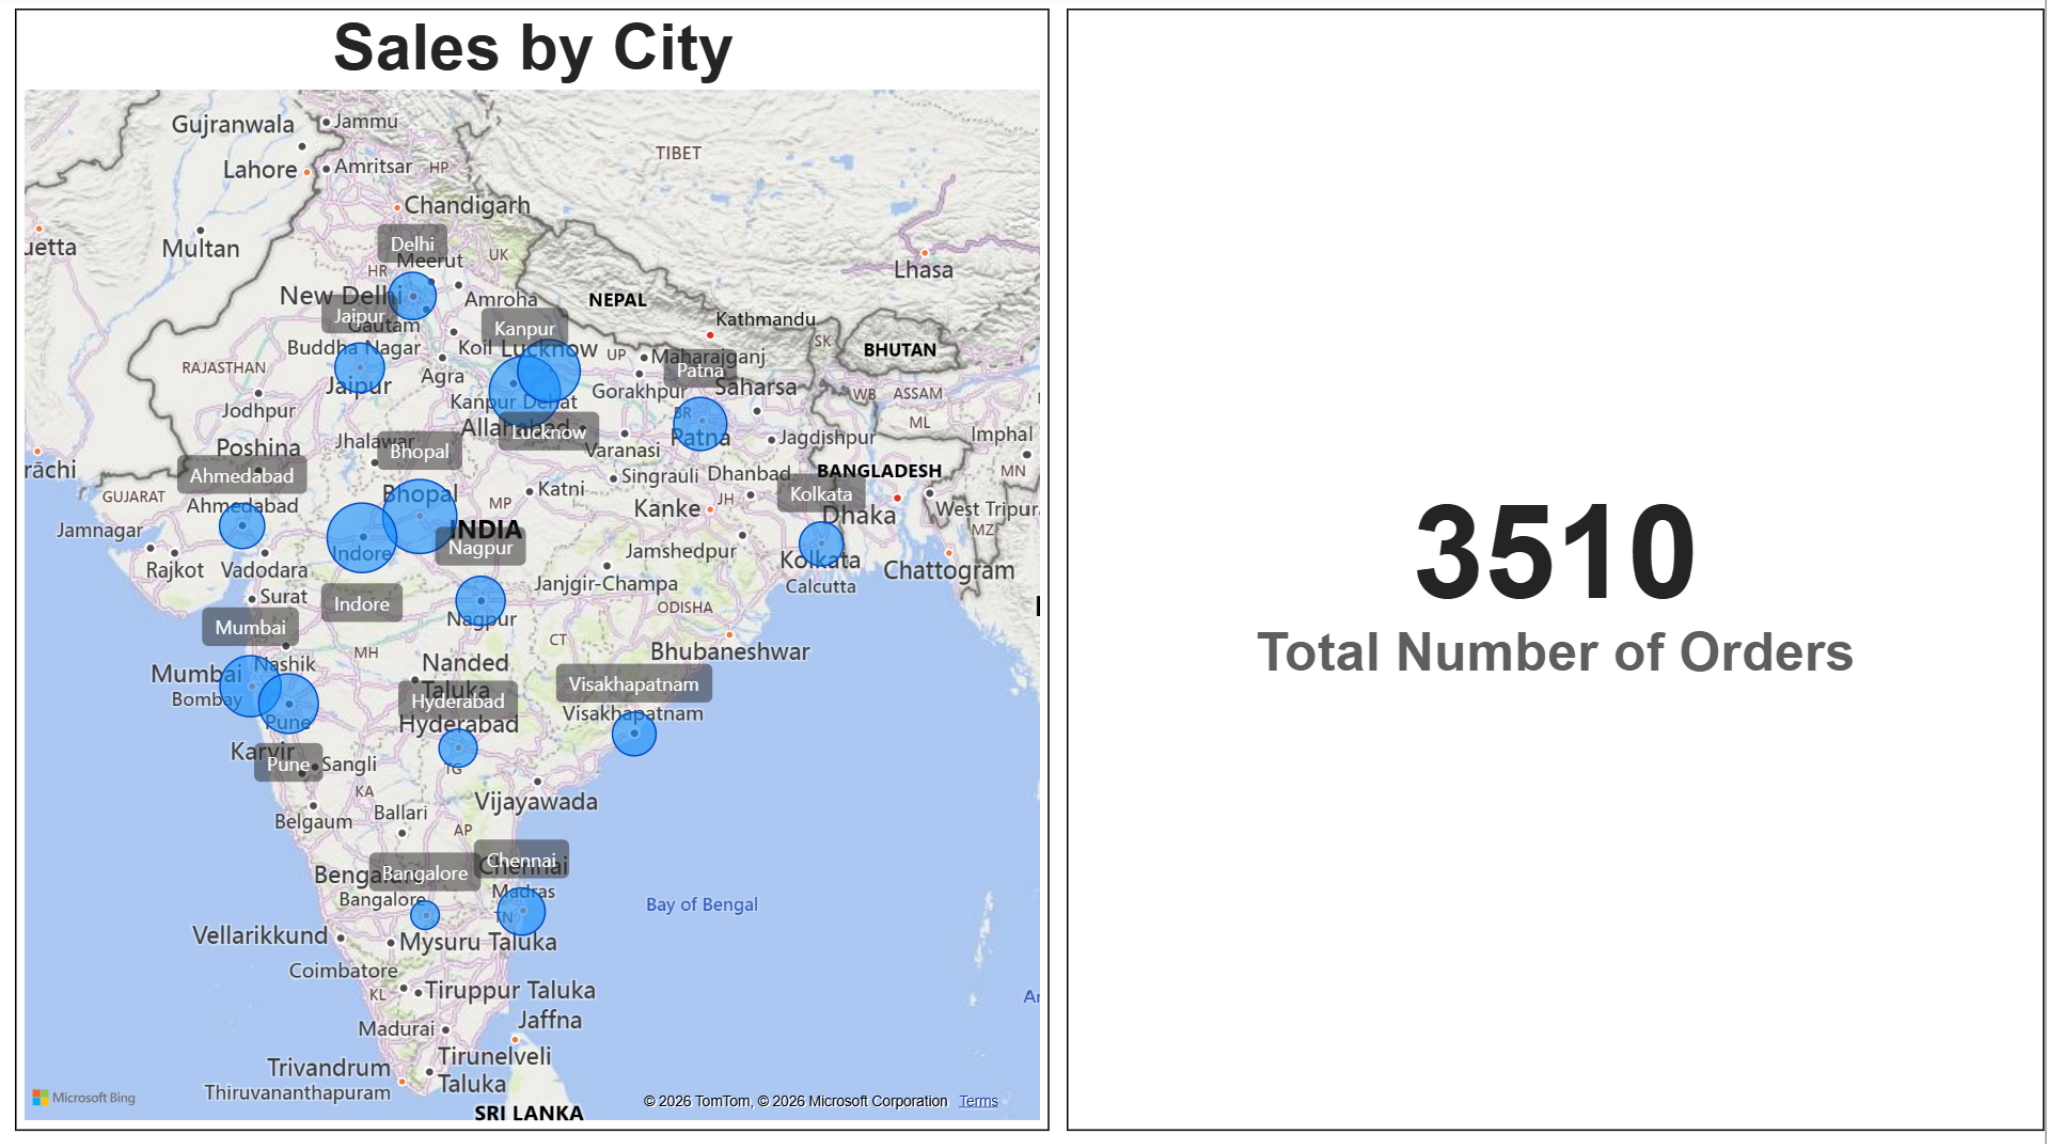 Sales by City
Gujranwala
Jammu
Lahore
Amritsar
HP
TIBET
Chandigarh
uetta
Multan
Delhi
Meerut
UK
HR
Lhasa
New Delhi
Amroha
NEPAL
Jaipur
Gautam
Buddha Nagar
Kanpur
Kathmandu
SK
BHUTAN
Koil
Lucknow
UP
Maharajganj
RAJASTHAN
Agra
Patna
Jaipur
Gorakhpur
Saharsa
WB
ASSAM
Jodhpur
Kanpur Dehat
BR
ML
Lucknow
Patna
Jagdishpur
Imphal
Poshina
Jhalawar
Bhopal
Varanasi
rāchi
Ahmedabad
Singrauli
Dhanbad
BANGLADESH
MN
GUJARAT
Bhopal
MP
Katni
JH
Kolkata
Ahmedabad
Kanke
Dhaka
West Tripur
Jamnagar
INDIA
MZ
Indore
Nagpur
Jamshedpur
Kolkata
Calcutta
Rajkot
Vadodara
Janjgir-Champa
Chattogram
Surat
Indore
Nagpur
ODISHA
Mumbai
CT
MH
Bhubaneshwar
Mumbai
Bombay
Nashik
Nanded
Taluka
Visakhapatnam
Hyderabad
Hyderabad
Visakhapatnam
Pune
Karvir
Pune
Sangli
TG
KA
Belgaum
Ballari
Vijayawada
AP
Chennai
Bangalore
Chennai
Bangalore
Madras
TN
Bay of Bengal
Vellarikkund
Mysuru Taluka
Coimbatore
KL
Tiruppur Taluka
Jaffna
Madurai
Tirunelveli
Taluka
Trivandrum
Thiruvananthapuram
SRI LANKA
Microsoft Bing
© 2026 TomTom, © 2026 Microsoft Corporation Terms
3510
Total Number of Orders